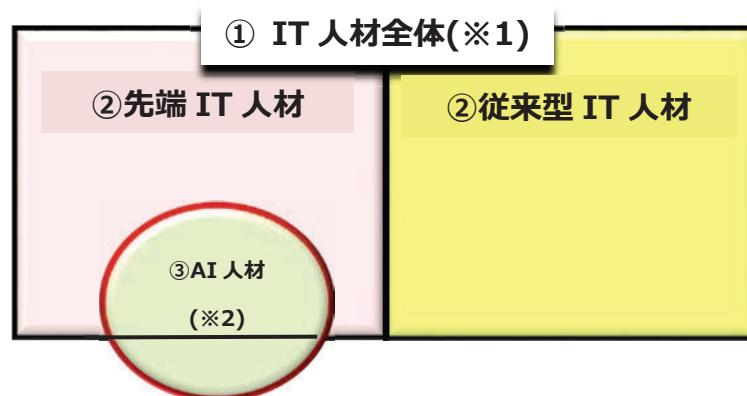 ① IT 人材全体(※1)
②先端 IT 人材
②従来型 IT 人材
③AI 人材
(※2)